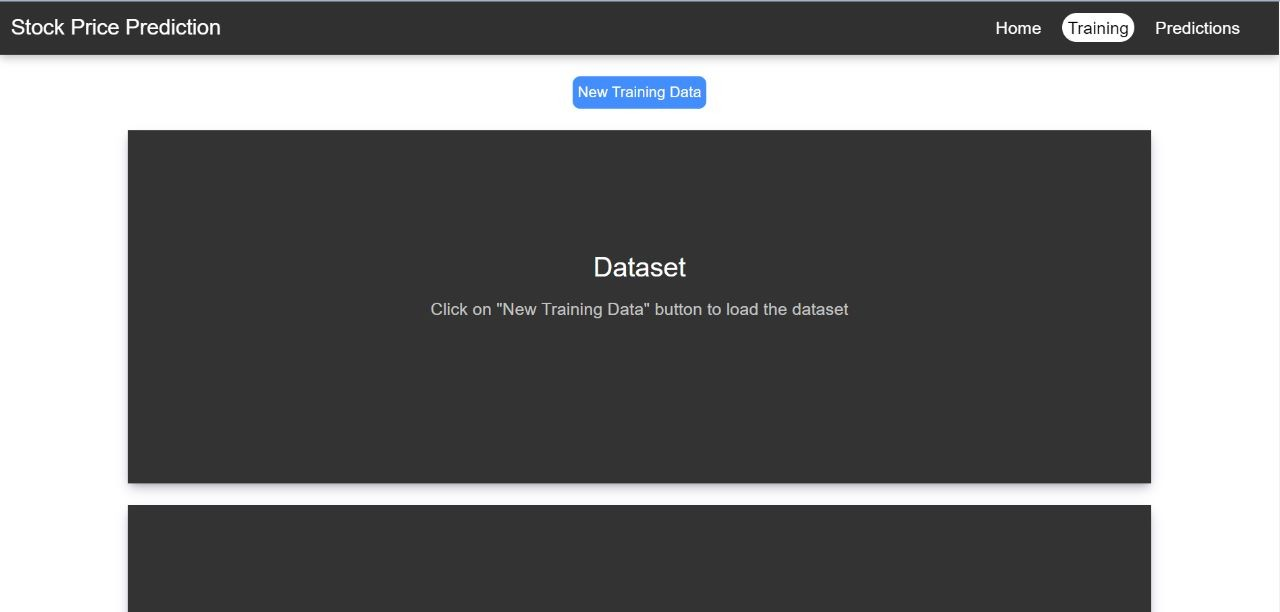 Stock Price Prediction
Home Training Predictions
New Training Data
Dataset
Click on "New Training Data" button to load the dataset